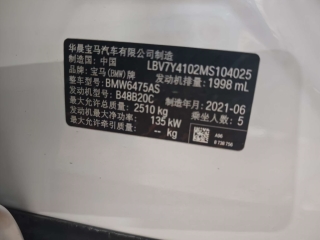 华晨宝马汽车有限公司制造
制造国：中国 LBV7Y4102MS104025
品牌：宝马(BMW)牌 发动机排量：1998 mL
整车型号：BMW6475AS
发动机型号：B48B20C
最大允许总质量：2510 kg 制造年月：2021-06
发动机最大净功率：135 kW 乘坐人数：5
最大允许牵引质量：-- kg